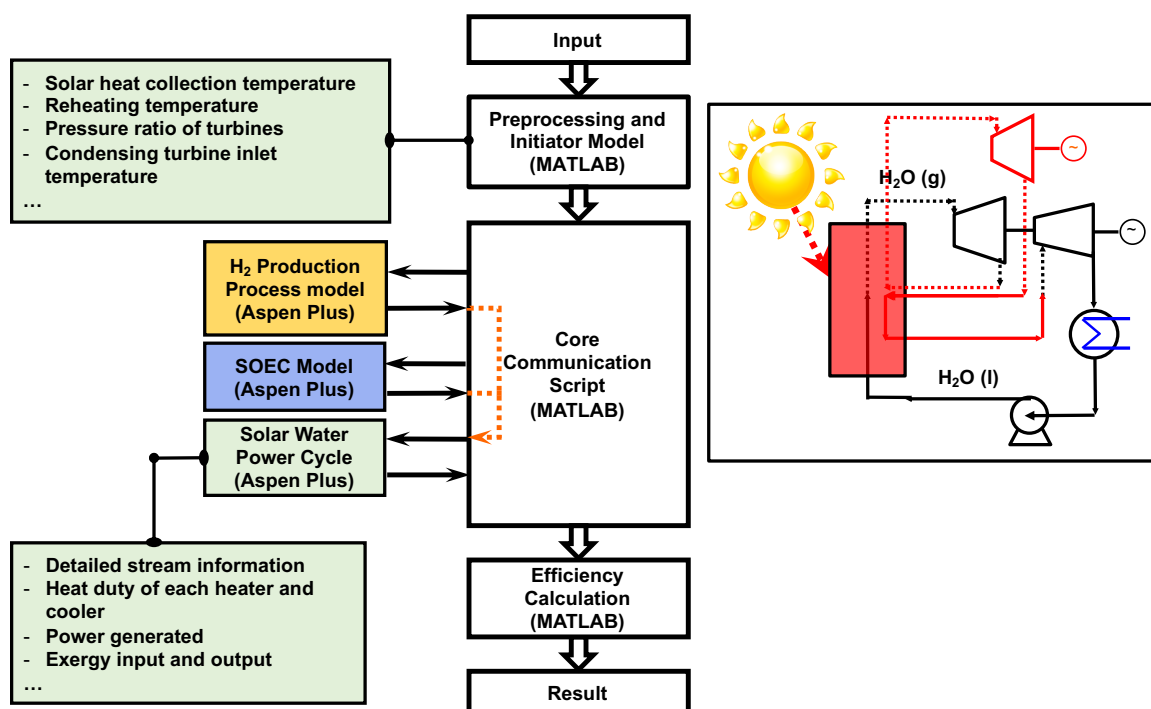 Input
- Solar heat collection temperature
- Reheating temperature
- Pressure ratio of turbines
- Condensing turbine inlet
temperature
...
Preprocessing and
Initiator Model
(MATLAB)
H₂ Production
Process model
(Aspen Plus)
SOEC Model
(Aspen Plus)
Solar Water
Power Cycle
(Aspen Plus)
Core
Communication
Script
(MATLAB)
- Detailed stream information
- Heat duty of each heater and
cooler
- Power generated
- Exergy input and output
...
Efficiency
Calculation
(MATLAB)
Result
~
H₂O (g)
~
H₂O (l)